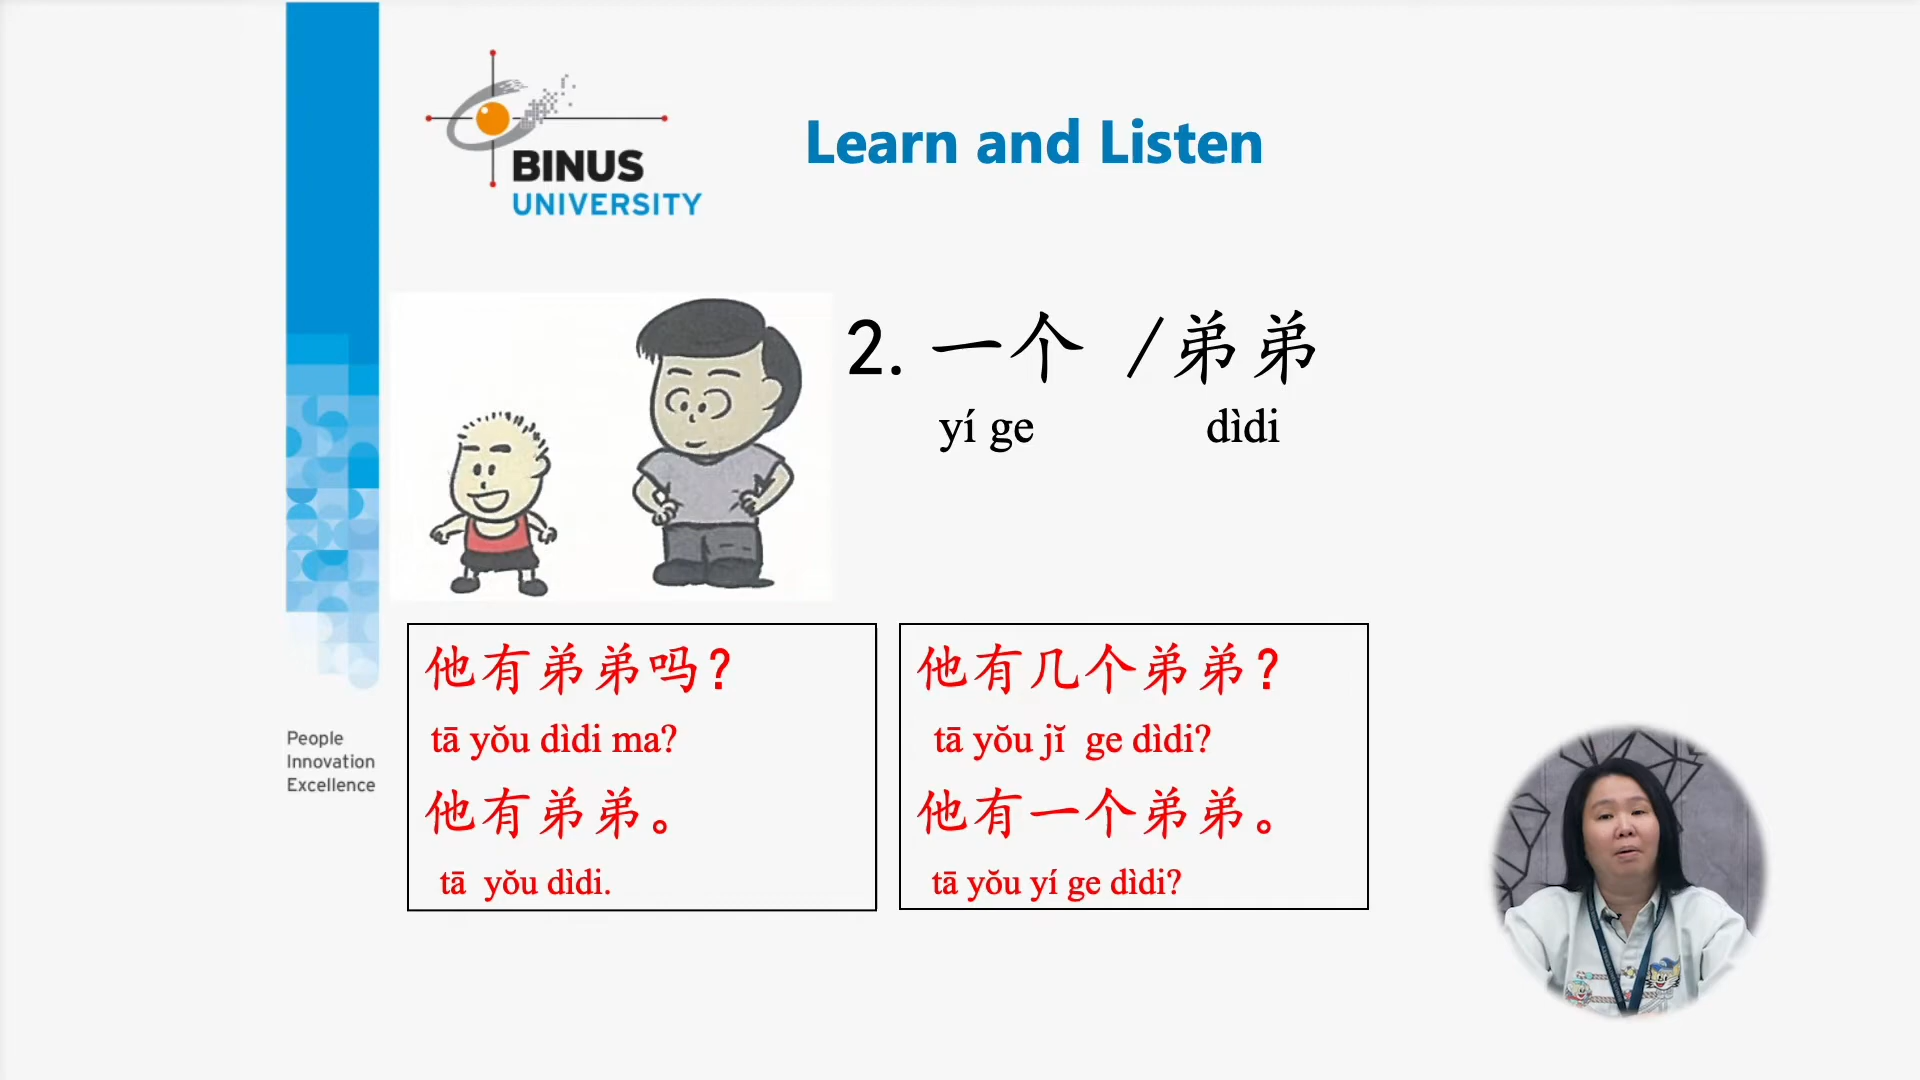 BINUS
UNIVERSITY
Learn and Listen
2. 一个 /弟弟
yí ge dìdi
他有弟弟吗?
tā yǒu dìdi ma?
他有弟弟。
tā yǒu dìdi.
他有几个弟弟?
tā yǒu jǐ ge dìdi?
他有一个弟弟。
tā yǒu yí ge dìdi?
People
Innovation
Excellence